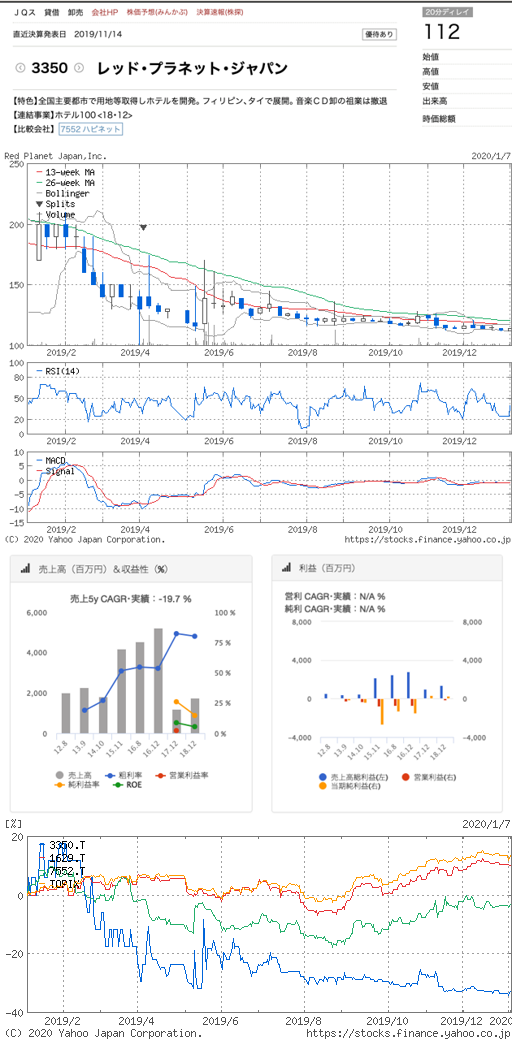 JQス 貸借 卸売 会社HP 株価予想(みんかぶ) 決算速報(株探)
20分ディレイ
直近決算発表日 2019/11/14
優待あり
112
3350 レッド・プラネット・ジャパン
始値
高値
安値
出来高
時価総額
【特色】全国主要都市で用地等取得しホテルを開発。フィリピン、タイで展開。音楽CD卸の祖業は撤退
【連結事業】ホテル100<18・12>
【比較会社】 7552 ハピネット
Red Planet Japan,Inc. 2020/1/7
250
13-week MA
26-week MA
Bollinger
Splits
Volume
200
150
100
2019/2 2019/4 2019/6 2019/8 2019/10 2019/12
100
RSI(14)
80
60
40
20
0
2019/2 2019/4 2019/6 2019/8 2019/10 2019/12
10
MACD
Signal
5
0
-5
-10
-15
2019/2 2019/4 2019/6 2019/8 2019/10 2019/12
(C) 2020 Yahoo Japan Corporation. https://stocks.finance.yahoo.co.jp
売上高（百万円）＆収益性（%）
売上5y CAGR・実績：-19.7 %
6,000 100 %
75 %
4,000
50 %
2,000 25 %
0 0 %
12.8 13.9 14.10 15.11 16.8 16.12 17.12 18.12
売上高 粗利率 営業利益率
純利益率 ROE
利益（百万円）
営利 CAGR・実績：N/A %
純利 CAGR・実績：N/A %
8,000 8,000
4,000 4,000
0 0
-4,000 -4,000
12.8 13.9 14.10 15.11 16.8 16.12 17.12 18.12
売上高総利益(左) 営業利益(右)
当期純利益(右)
[%] 2020/1/7
20
3350.T
1629.T
7552.T
TOPIX
0
-20
-40
2019/2 2019/4 2019/6 2019/8 2019/10 2019/12 2020
(C) 2020 Yahoo Japan Corporation. https://stocks.finance.yahoo.co.jp